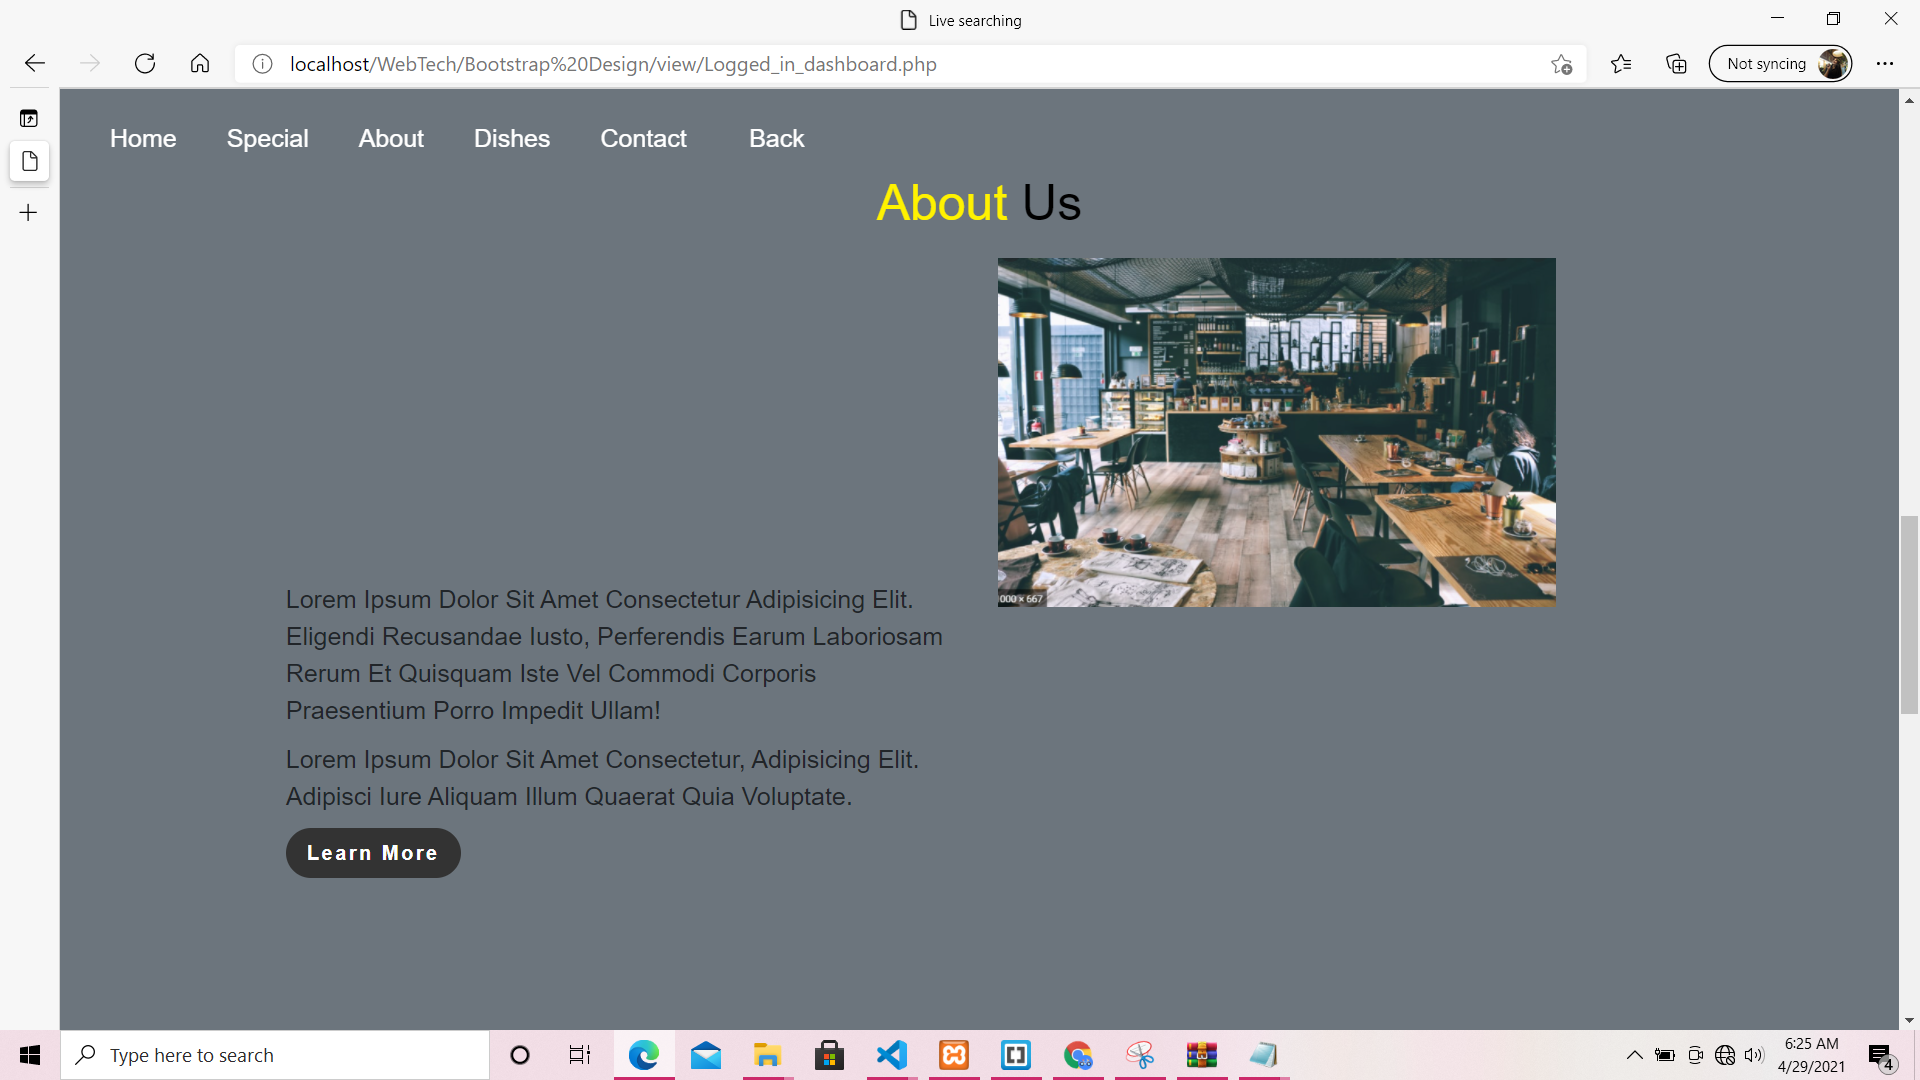 Live searching
localhost/WebTech/Bootstrap%20Design/view/Logged_in_dashboard.php
Not syncing
Home Special About Dishes Contact Back
About Us
000 × 667
Lorem Ipsum Dolor Sit Amet Consectetur Adipisicing Elit.
Eligendi Recusandae Iusto, Perferendis Earum Laboriosam
Rerum Et Quisquam Iste Vel Commodi Corporis
Praesentium Porro Impedit Ullam!
Lorem Ipsum Dolor Sit Amet Consectetur, Adipisicing Elit.
Adipisci Iure Aliquam Illum Quaerat Quia Voluptate.
Learn More
Type here to search
6:25 AM
4/29/2021
4